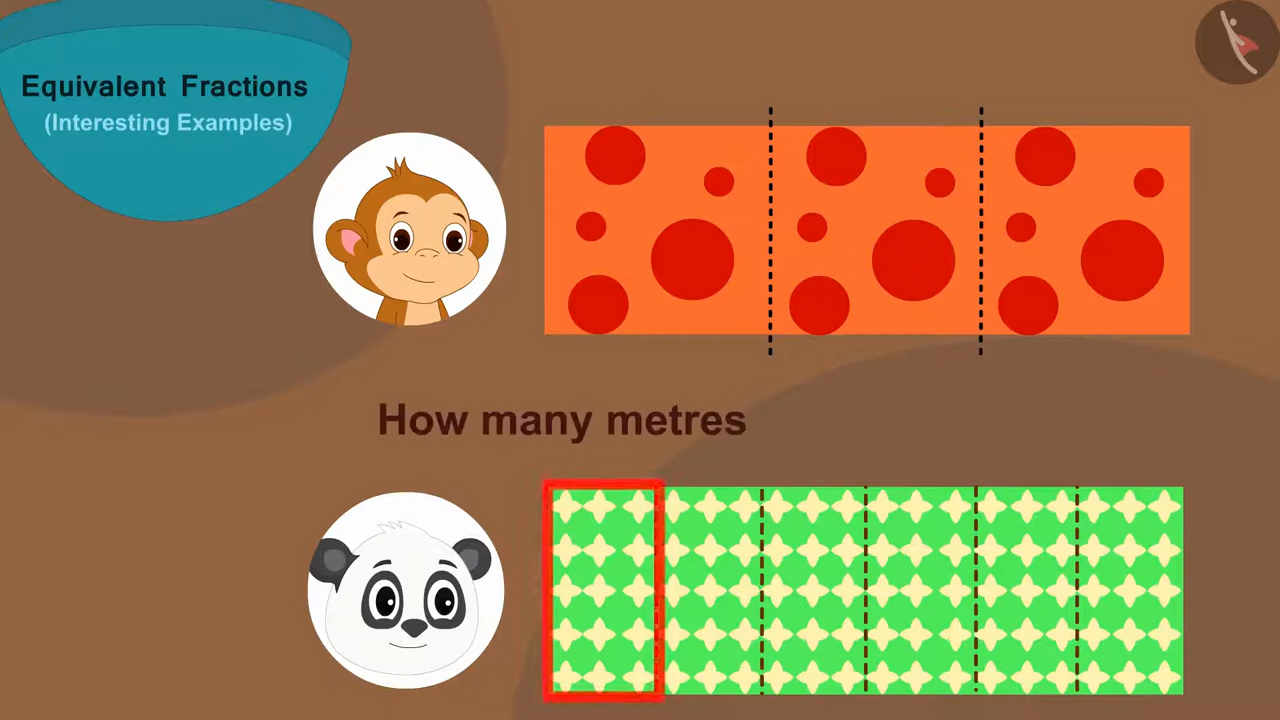 Equivalent Fractions
(Interesting Examples)
How many metres